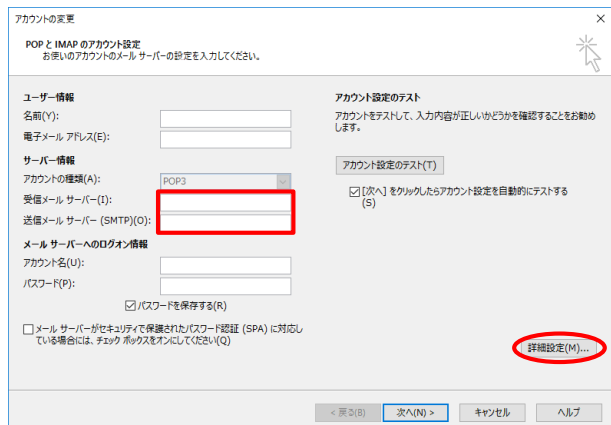 アカウントの変更
POP と IMAP のアカウント設定
お使いのアカウントのメール サーバーの設定を入力してください。
ユーザー情報
名前(Y):
電子メール アドレス(E):
サーバー情報
アカウントの種類(A):
POP3
受信メール サーバー(I):
送信メール サーバー (SMTP)(O):
メール サーバーへのログオン情報
アカウント名(U):
パスワード(P):
パスワードを保存する(R)
メール サーバーがセキュリティで保護されたパスワード認証 (SPA) に対応し
ている場合には、チェック ボックスをオンにしてください(Q)
アカウント設定のテスト
アカウントをテストして、入力内容が正しいかどうかを確認することをお勧め
します。
アカウント設定のテスト(T)
[次へ] をクリックしたらアカウント設定を自動的にテストする
(S)
詳細設定(M)...
< 戻る(B)
次へ(N) >
キャンセル
ヘルプ